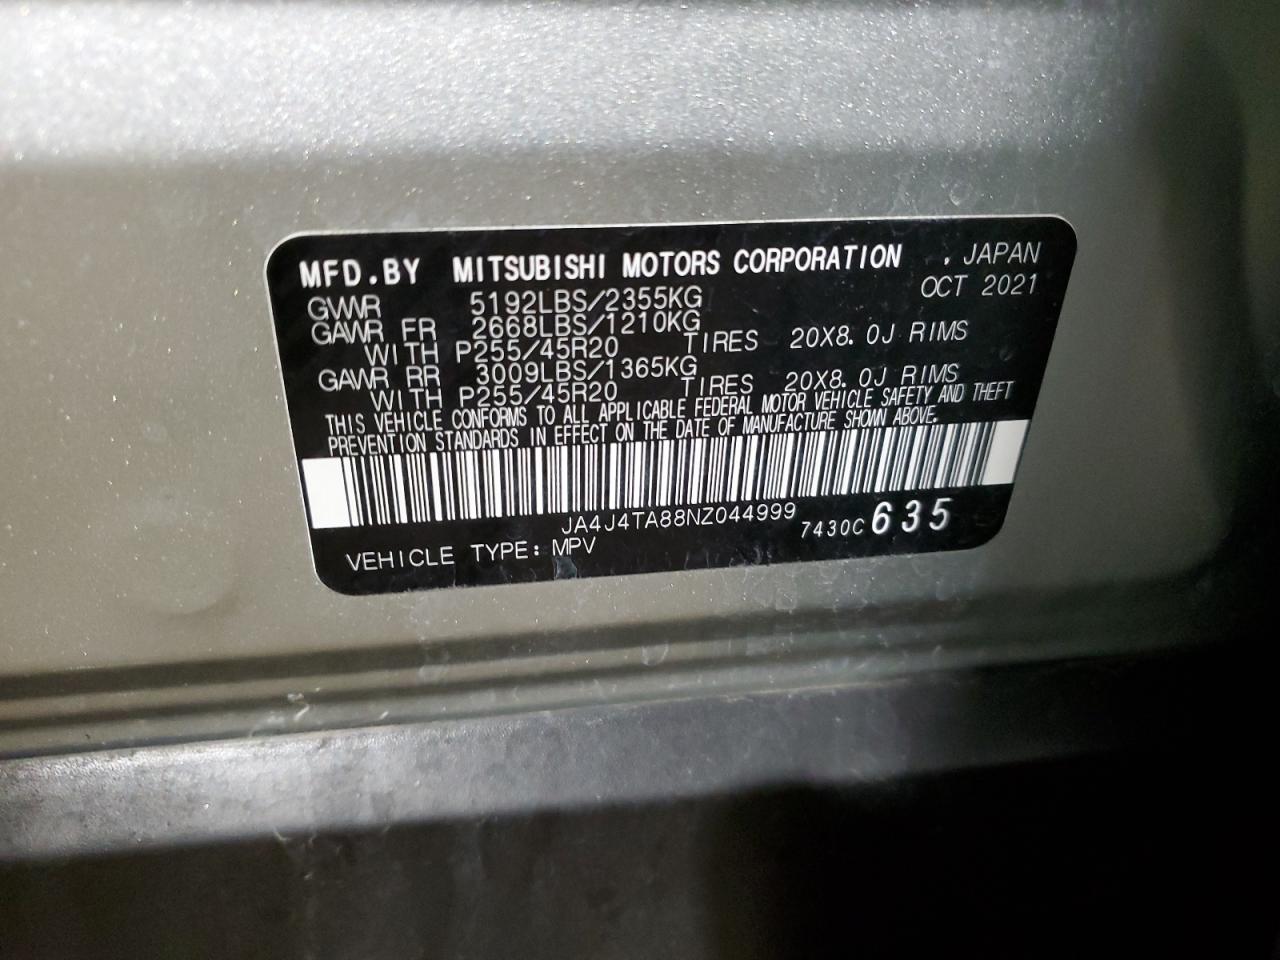 MFD.BY MITSUBISHI MOTORS CORPORATION , JAPAN
GVWR 5192LBS/2355KG OCT 2021
GAWR FR 2668LBS/1210KG
WITH P255/45R20 TIRES 20X8.0J RIMS
GAWR RR 3009LBS/1365KG
WITH P255/45R20 TIRES 20X8.0J RIMS
THIS VEHICLE CONFORMS TO ALL APPLICABLE FEDERAL MOTOR VEHICLE SAFETY AND THEFT
PREVENTION STANDARDS IN EFFECT ON THE DATE OF MANUFACTURE SHOWN ABOVE.
JA4J4TA88NZ044999 7430C 635
VEHICLE TYPE: MPV